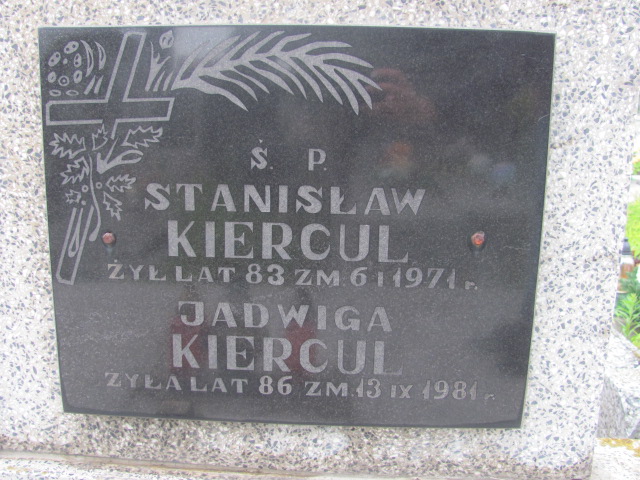 Ś. P.
STANISŁAW
KIERCUL
ŻYŁ LAT 83 ZM. 6 I 1971 r.
JADWIGA
KIERCUL
ŻYŁA LAT 86 ZM. 13 IX 1981 r.